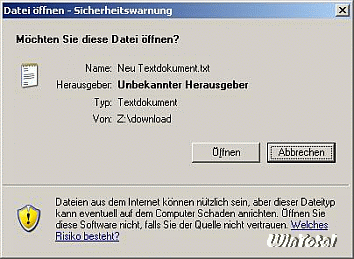 Datei öffnen - Sicherheitswarnung
Möchten Sie diese Datei öffnen?
Name: Neu Textdokument.txt
Herausgeber: Unbekannter Herausgeber
Typ: Textdokument
Von: Z:\download
Öffnen Abbrechen
Dateien aus dem Internet können nützlich sein, aber dieser Dateityp
kann eventuell auf dem Computer Schaden anrichten. Öffnen Sie
diese Software nicht, falls Sie der Quelle nicht vertrauen. Welches
Risiko besteht?
WinTotal